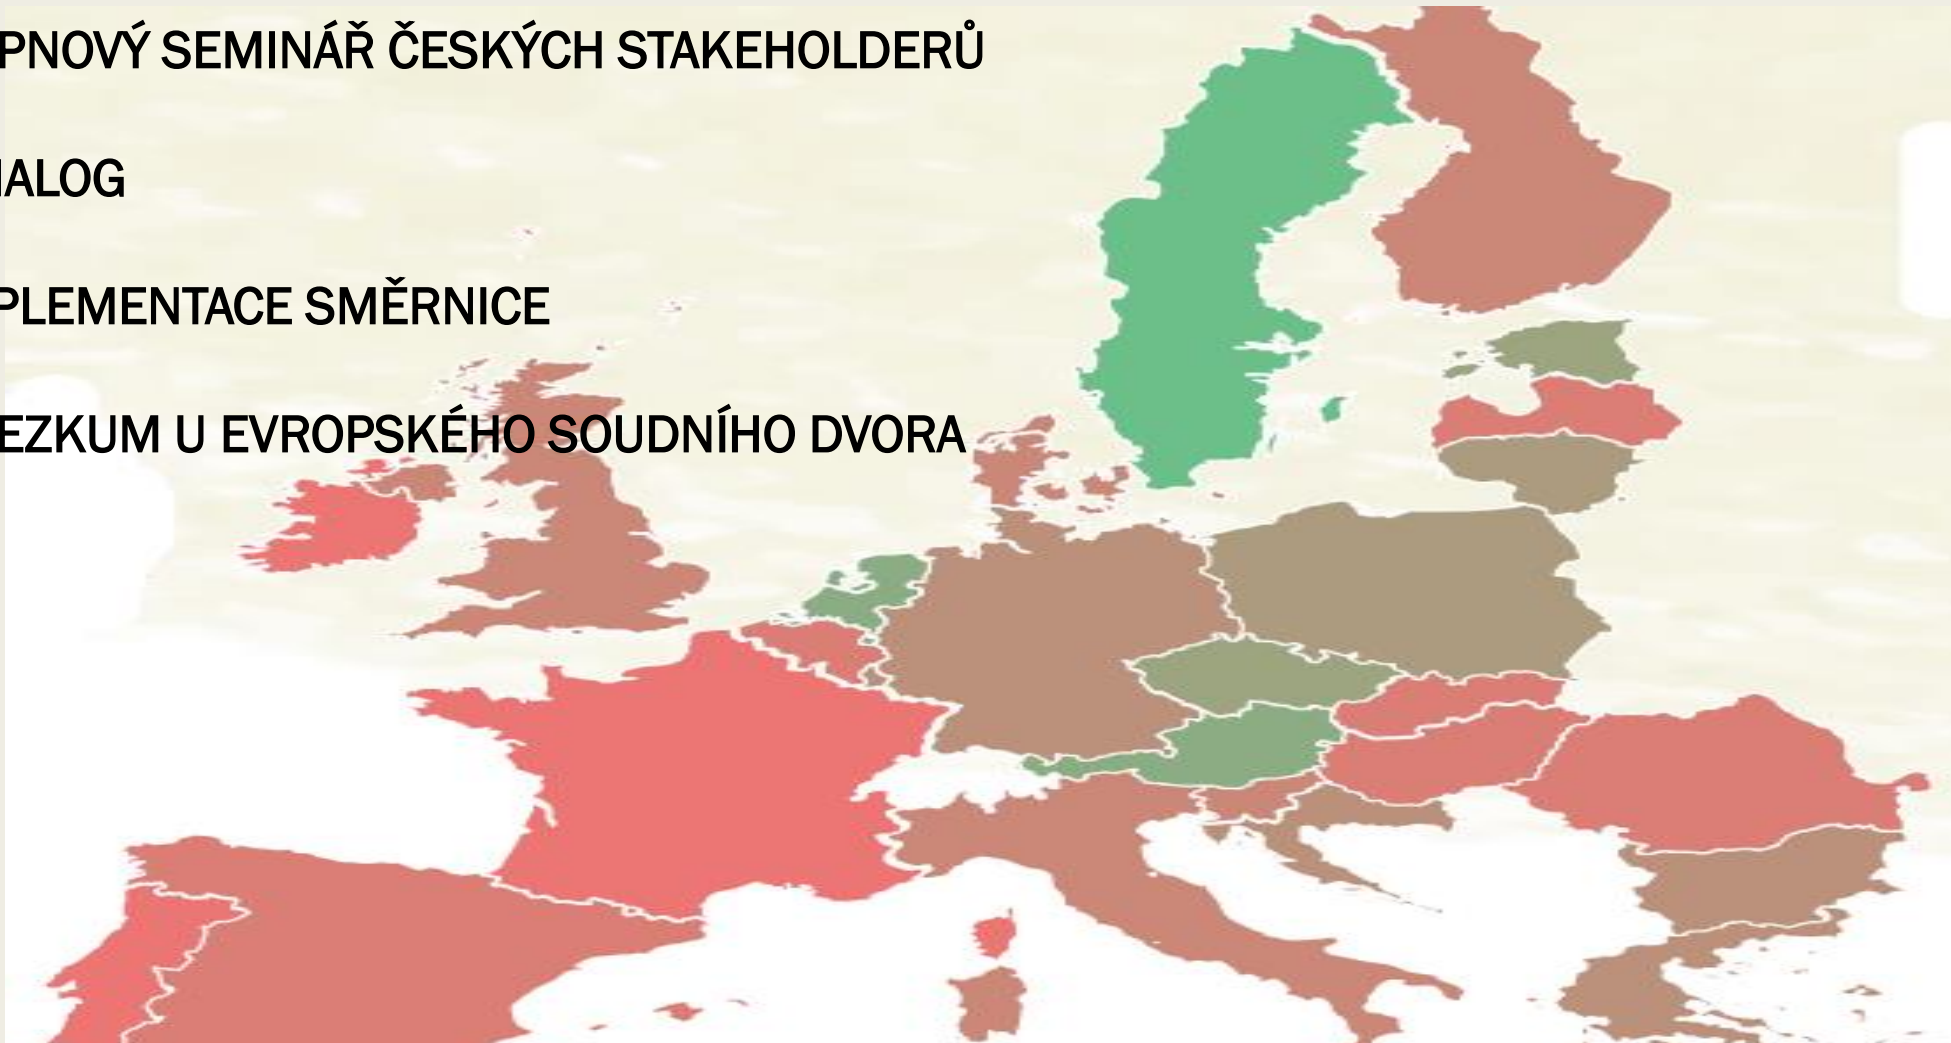 PNOVÝ SEMINÁŘ ČESKÝCH STAKEHOLDERŮ
IALOG
PLEMENTACE SMĚRNICE
EZKUM U EVROPSKÉHO SOUDNÍHO DVORA